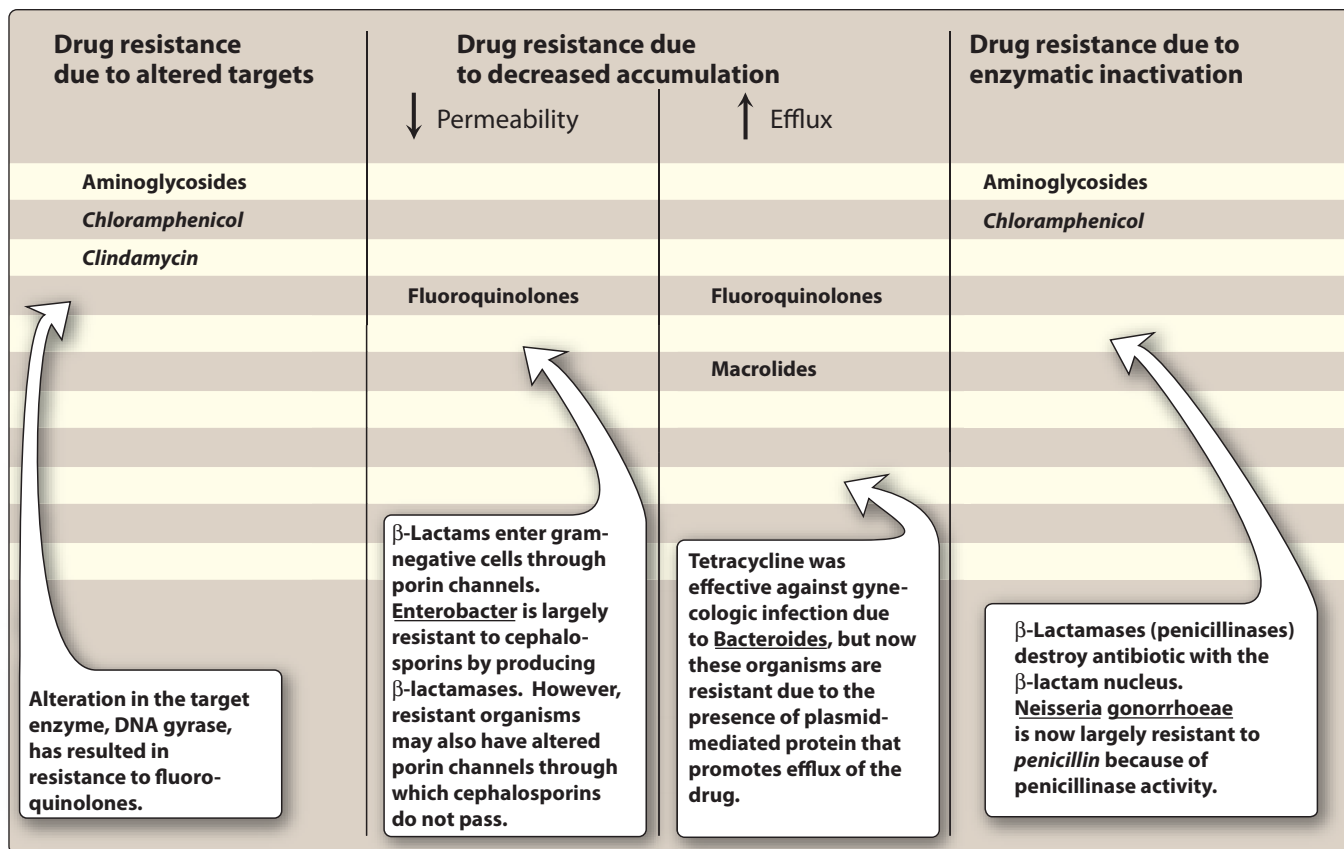 Drug resistance
due to altered targets
Drug resistance due
to decreased accumulation
↓ Permeability
↑ Efflux
Drug resistance due to
enzymatic inactivation
Aminoglycosides
Chloramphenicol
Clindamycin
Fluoroquinolones
Fluoroquinolones
Macrolides
Aminoglycosides
Chloramphenicol
Alteration in the target
enzyme, DNA gyrase,
has resulted in
resistance to fluoro-
quinolones.
β-Lactams enter gram-
negative cells through
porin channels.
Enterobacter is largely
resistant to cephalo-
sporins by producing
β-lactamases. However,
resistant organisms
may also have altered
porin channels through
which cephalosporins
do not pass.
Tetracycline was
effective against gyne-
cologic infection due
to Bacteroides, but now
these organisms are
resistant due to the
presence of plasmid-
mediated protein that
promotes efflux of the
drug.
β-Lactamases (penicillinases)
destroy antibiotic with the
β-lactam nucleus.
Neisseria gonorrhoeae
is now largely resistant to
penicillin because of
penicillinase activity.